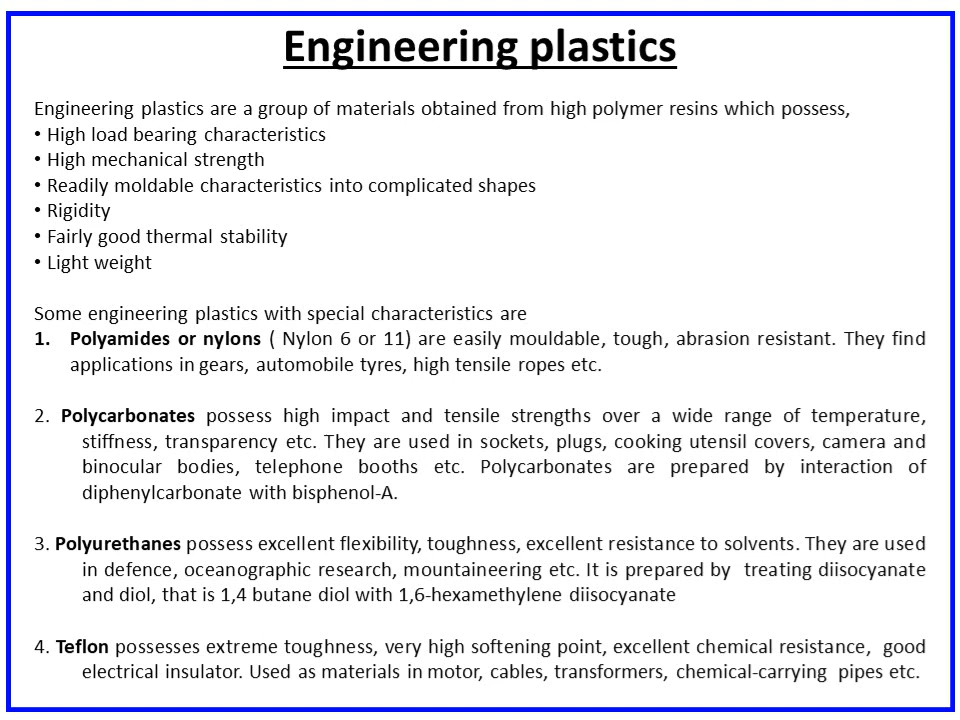 Engineering plastics
Engineering plastics are a group of materials obtained from high polymer resins which possess,
• High load bearing characteristics
• High mechanical strength
• Readily moldable characteristics into complicated shapes
• Rigidity
• Fairly good thermal stability
• Light weight
Some engineering plastics with special characteristics are
1. Polyamides or nylons ( Nylon 6 or 11) are easily mouldable, tough, abrasion resistant. They find
applications in gears, automobile tyres, high tensile ropes etc.
2. Polycarbonates possess high impact and tensile strengths over a wide range of temperature,
stiffness, transparency etc. They are used in sockets, plugs, cooking utensil covers, camera and
binocular bodies, telephone booths etc. Polycarbonates are prepared by interaction of
diphenylcarbonate with bisphenol-A.
3. Polyurethanes possess excellent flexibility, toughness, excellent resistance to solvents. They are used
in defence, oceanographic research, mountaineering etc. It is prepared by treating diisocyanate
and diol, that is 1,4 butane diol with 1,6-hexamethylene diisocyanate
4. Teflon possesses extreme toughness, very high softening point, excellent chemical resistance, good
electrical insulator. Used as materials in motor, cables, transformers, chemical-carrying pipes etc.